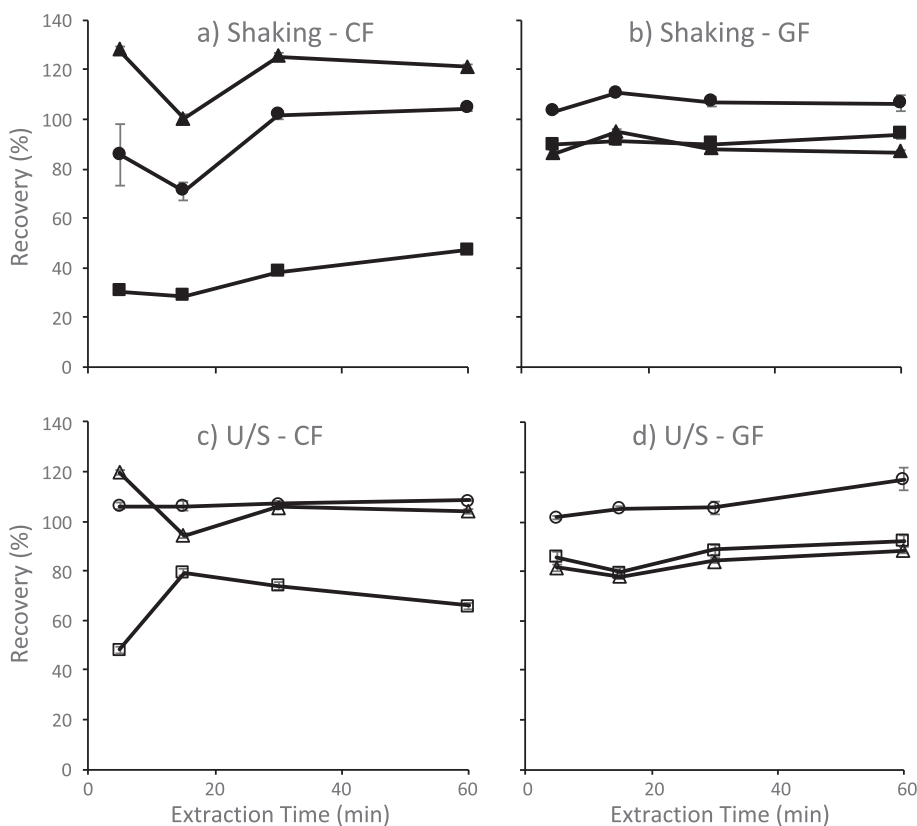 a) Shaking - CF
b) Shaking - GF
140
120
100
80
60
40
20
0
Recovery (%)
c) U/S - CF
d) U/S - GF
140
120
100
80
60
40
20
0
Recovery (%)
0 20 40 60
0 20 40 60
Extraction Time (min)
Extraction Time (min)